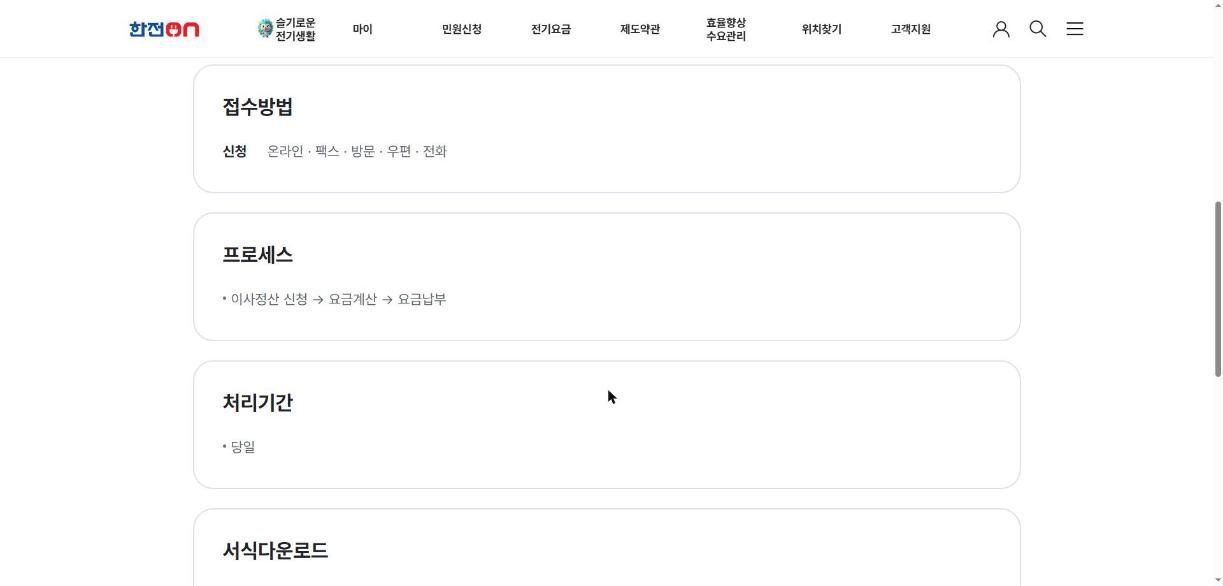 한전ON
슬기로운 전기생활
마이
민원신청
전기요금
제도약관
효율향상 수요관리
위치찾기
고객지원
접수방법
신청 온라인 · 팩스 · 방문 · 우편 · 전화
프로세스
• 이사정산 신청 → 요금계산 → 요금납부
처리기간
• 당일
서식다운로드